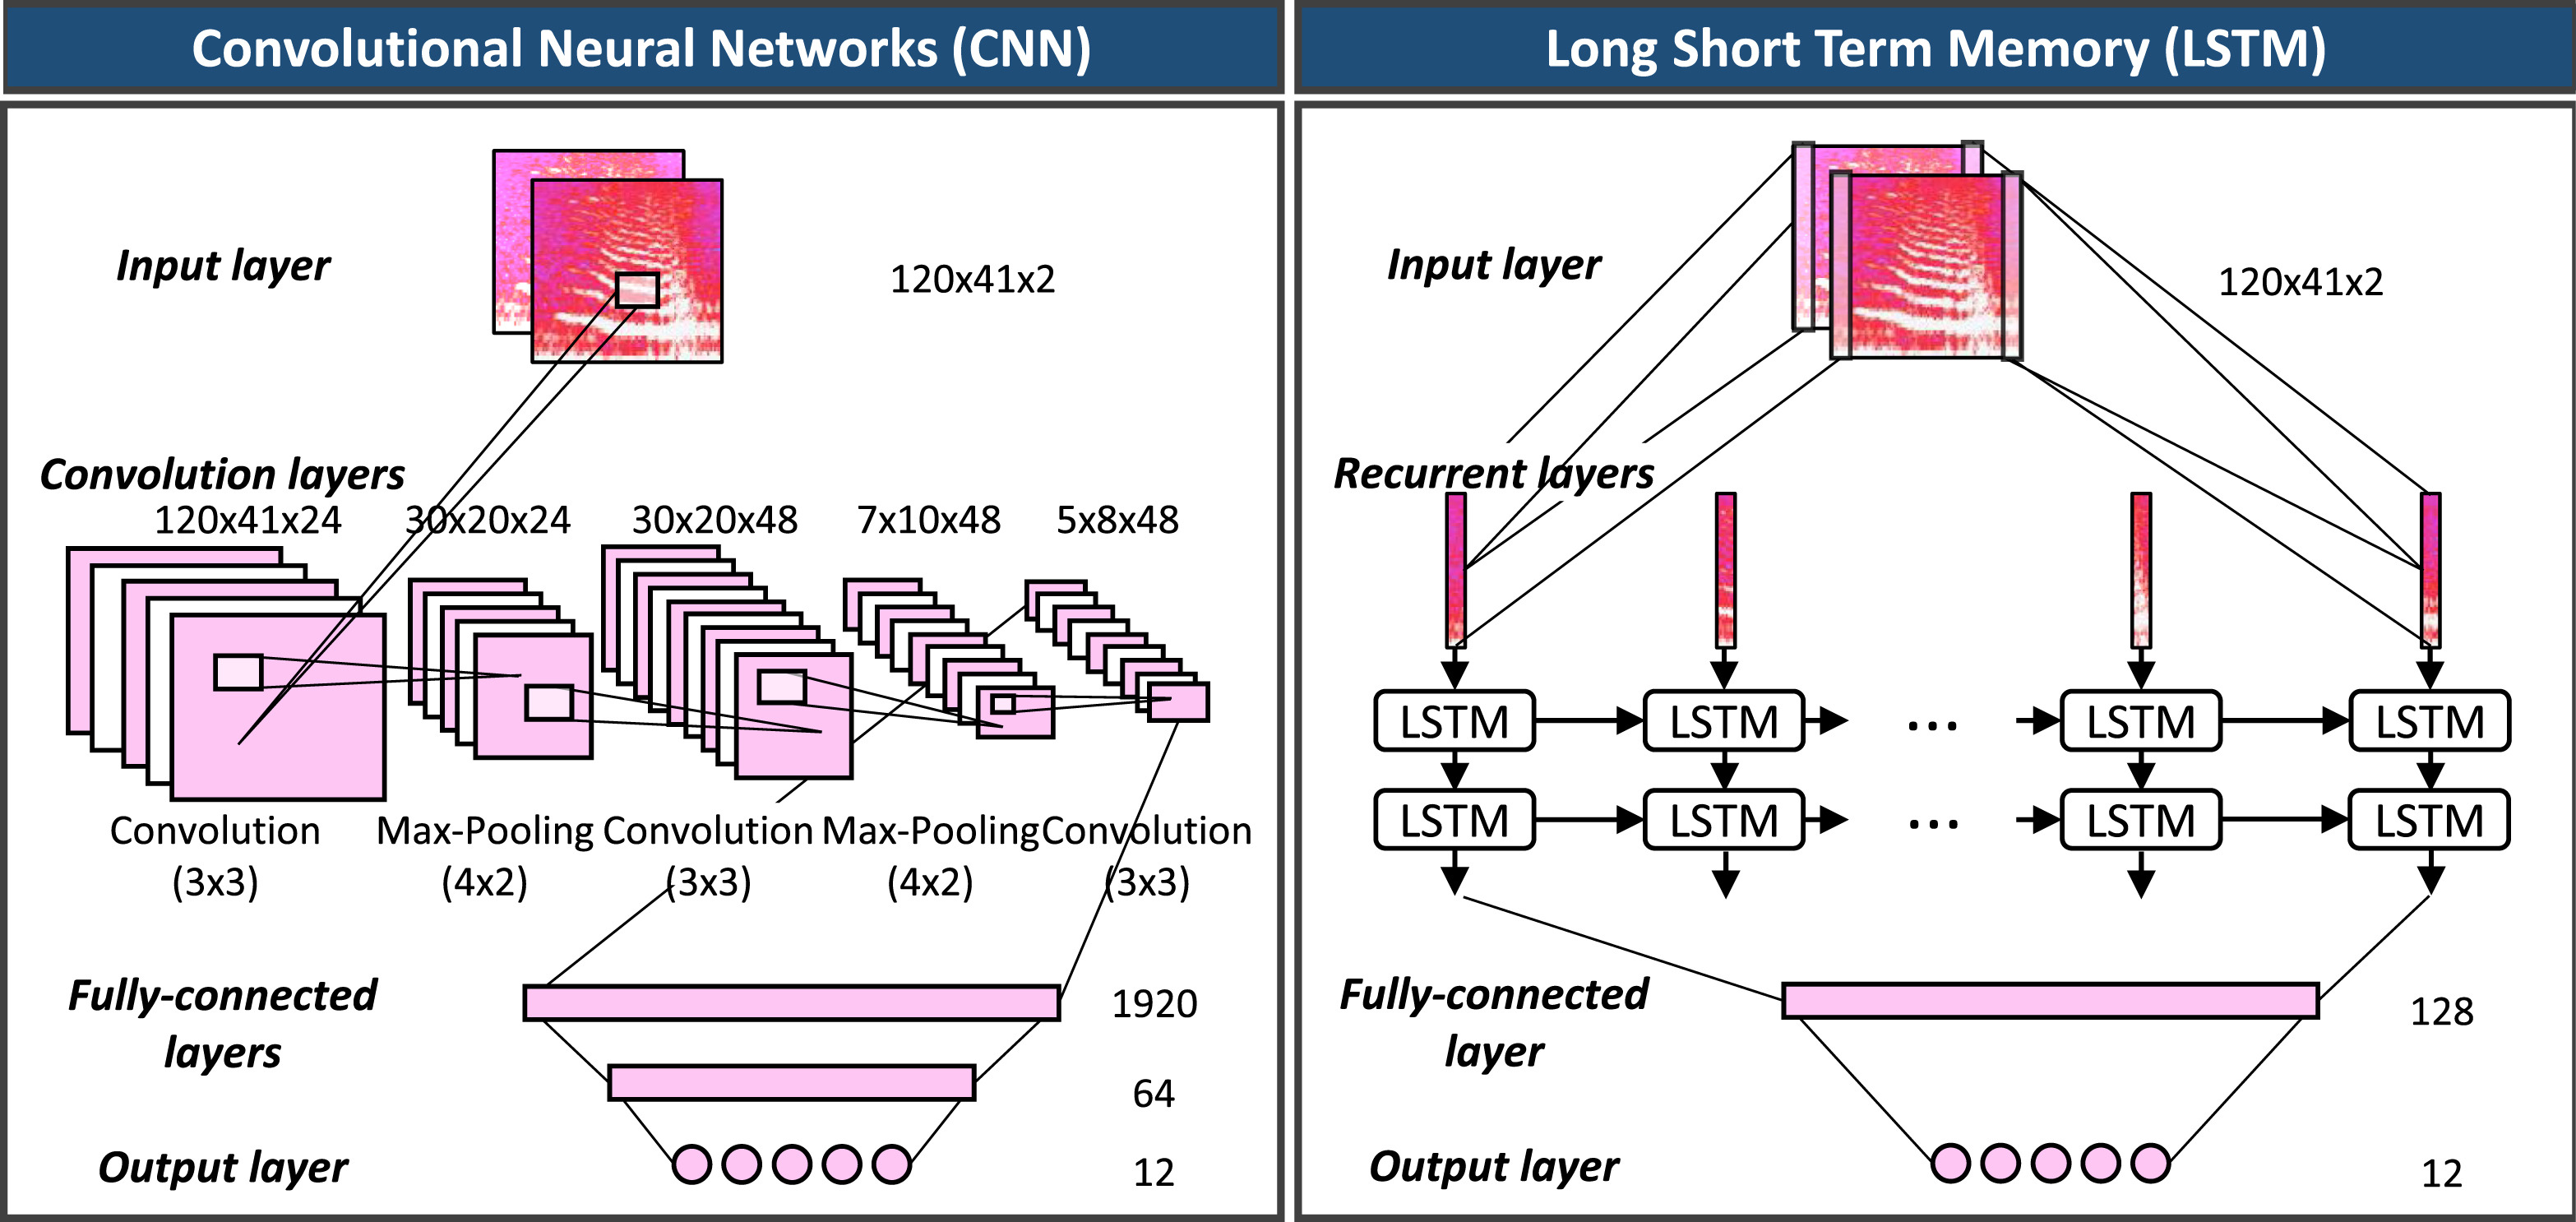 Convolutional Neural Networks (CNN)
Input layer
120x41x2
Convolution layers
120x41x24
30x20x24
30x20x48
7x10x48
5x8x48
Convolution
(3x3)
Max-Pooling
(4x2)
Convolution
(3x3)
Max-Pooling
(4x2)
Convolution
(3x3)
Fully-connected
layers
1920
64
Output layer
12
Long Short Term Memory (LSTM)
Input layer
120x41x2
Recurrent layers
LSTM
LSTM
...
LSTM
LSTM
LSTM
LSTM
...
LSTM
LSTM
Fully-connected
layer
128
Output layer
12